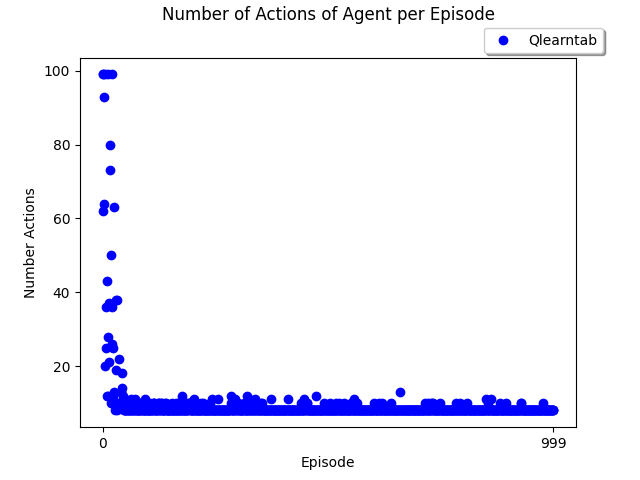 Number of Actions of Agent per Episode
Qlearntab
100
80
60
40
20
Number Actions
0
999
Episode